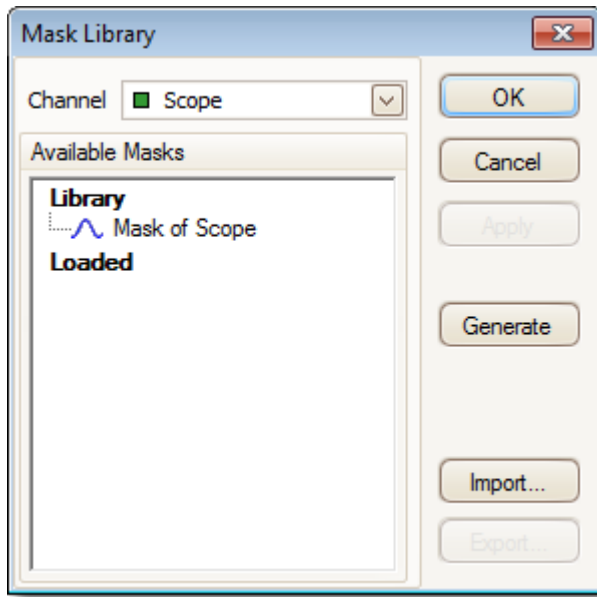 Mask Library
Channel Scope
OK
Available Masks
Cancel
Library
Mask of Scope
Apply
Loaded
Generate
Import...
Export...